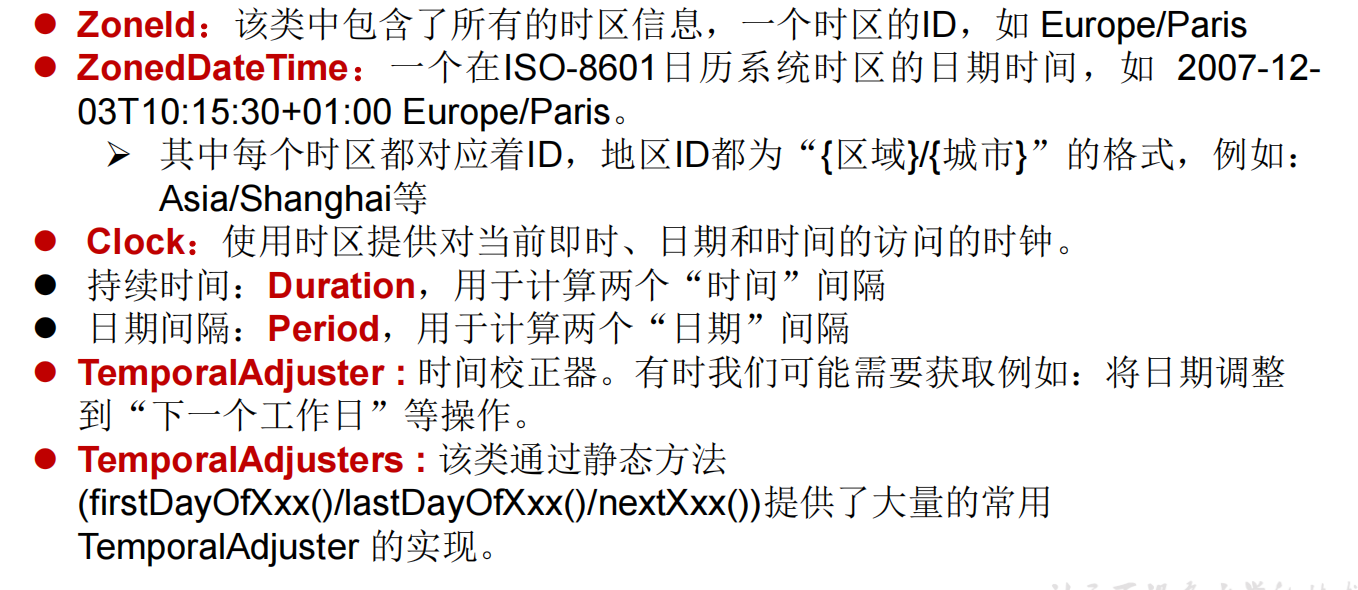 ZoneId：该类中包含了所有的时区信息，一个时区的ID，如 Europe/Paris
ZonedDateTime：一个在ISO-8601日历系统时区的日期时间，如 2007-12-
03T10:15:30+01:00 Europe/Paris。
其中每个时区都对应着ID，地区ID都为“{区域}/{城市}”的格式，例如：
Asia/Shanghai等
Clock：使用时区提供对当前即时、日期和时间的访问的时钟。
持续时间：Duration，用于计算两个“时间”间隔
日期间隔：Period，用于计算两个“日期”间隔
TemporalAdjuster : 时间校正器。有时我们可能需要获取例如：将日期调整
到“下一个工作日”等操作。
TemporalAdjusters : 该类通过静态方法
(firstDayOfXxx()/lastDayOfXxx()/nextXxx())提供了大量的常用
TemporalAdjuster 的实现。